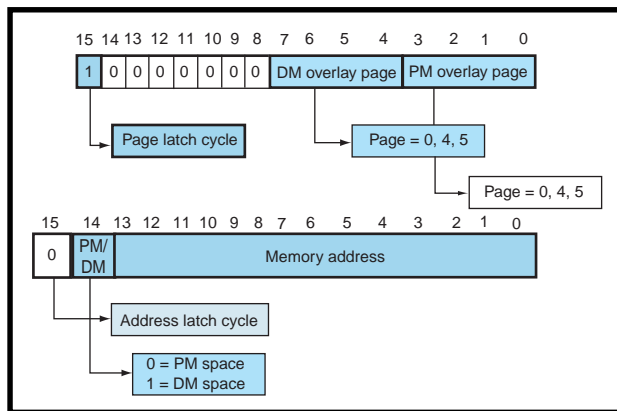 15 14 13 12 11 10 9 8 7 6 5 4 3 2 1 0
1 0 0 0 0 0 0 0 DM overlay page PM overlay page
Page latch cycle
Page = 0, 4, 5
Page = 0, 4, 5
15 14 13 12 11 10 9 8 7 6 5 4 3 2 1 0
0 PM/ Memory address
DM
Address latch cycle
0 = PM space
1 = DM space